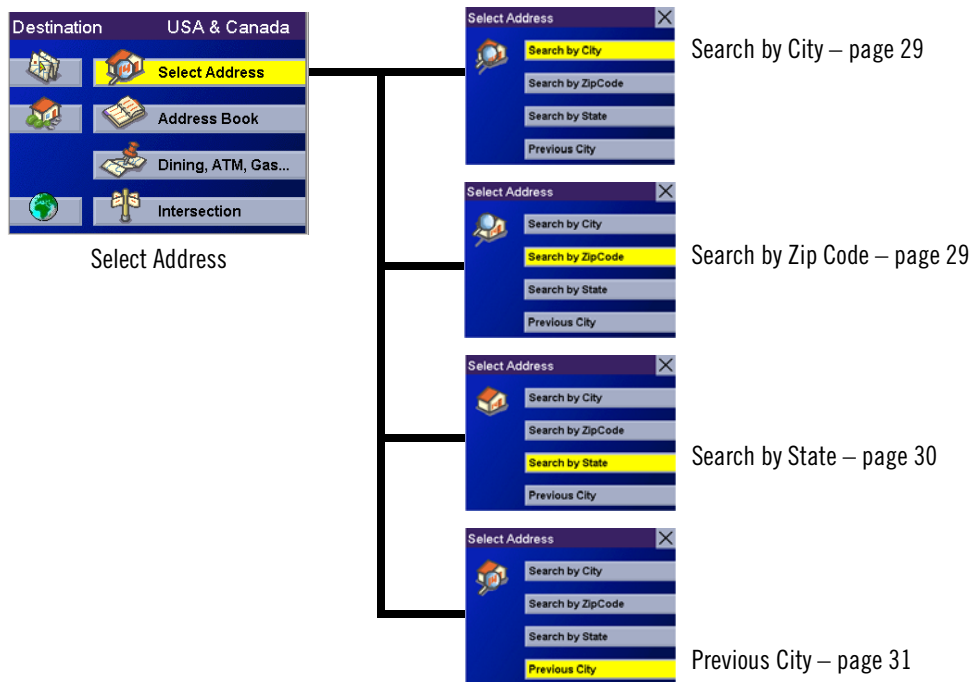 Destination USA & Canada
Select Address
Address Book
Dining, ATM, Gas...
Intersection
Select Address
Select Address
Search by City
Search by ZipCode
Search by State
Previous City
Search by City – page 29
Select Address
Search by City
Search by ZipCode
Search by State
Previous City
Search by Zip Code – page 29
Select Address
Search by City
Search by ZipCode
Search by State
Previous City
Search by State – page 30
Select Address
Search by City
Search by ZipCode
Search by State
Previous City
Previous City – page 31